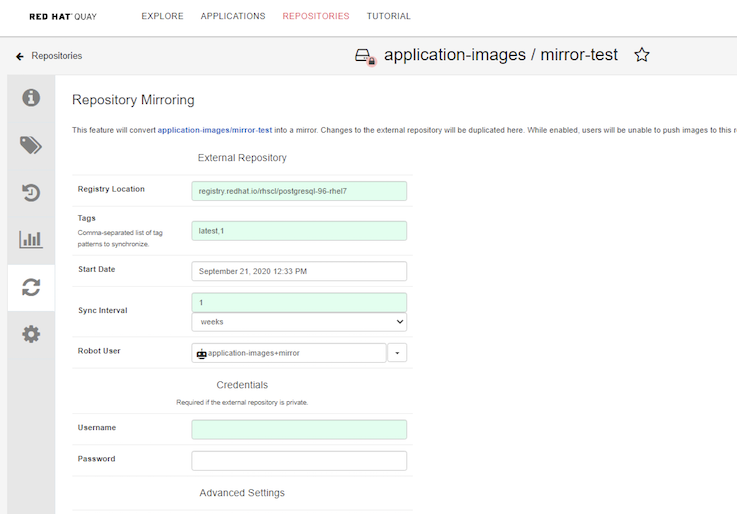 RED HAT QUAY EXPLORE APPLICATIONS REPOSITORIES TUTORIAL
Repositories application-images / mirror-test
Repository Mirroring
This feature will convert application-images/mirror-test into a mirror. Changes to the external repository will be duplicated here. While enabled, users will be unable to push images to this r
External Repository
Registry Location registry.redhat.io/rhscl/postgresql-96-rhel7
Tags
Comma-separated list of tag
patterns to synchronize.
latest,1
Start Date September 21, 2020 12:33 PM
Sync Interval
1
weeks
Robot User application-images+mirror
Credentials
Required if the external repository is private.
Username
Password
Advanced Settings